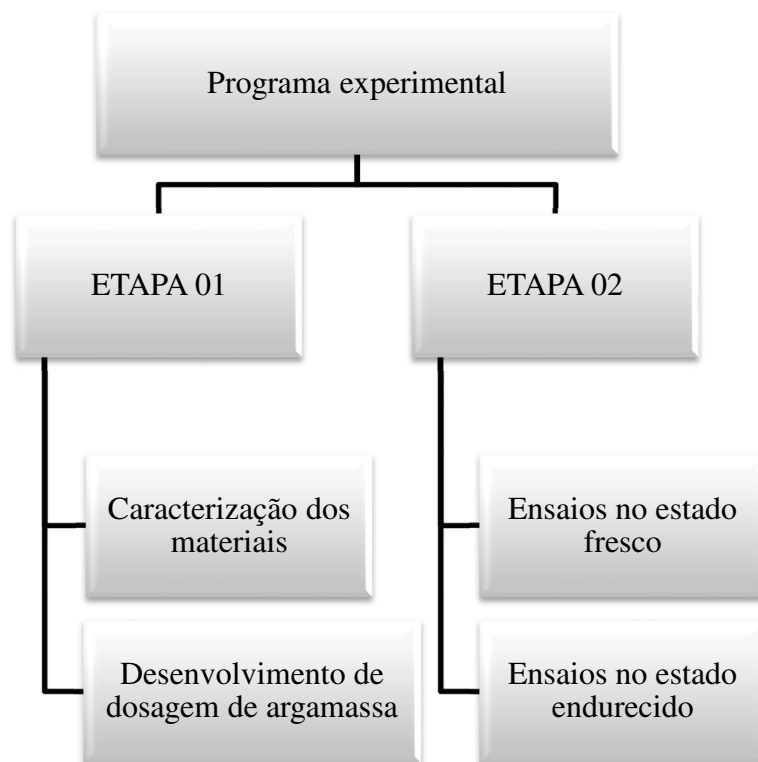 Programa experimental
ETAPA 01
Caracterização dos
materiais
Desenvolvimento de
dosagem de argamassa
ETAPA 02
Ensaios no estado
fresco
Ensaios no estado
endurecido